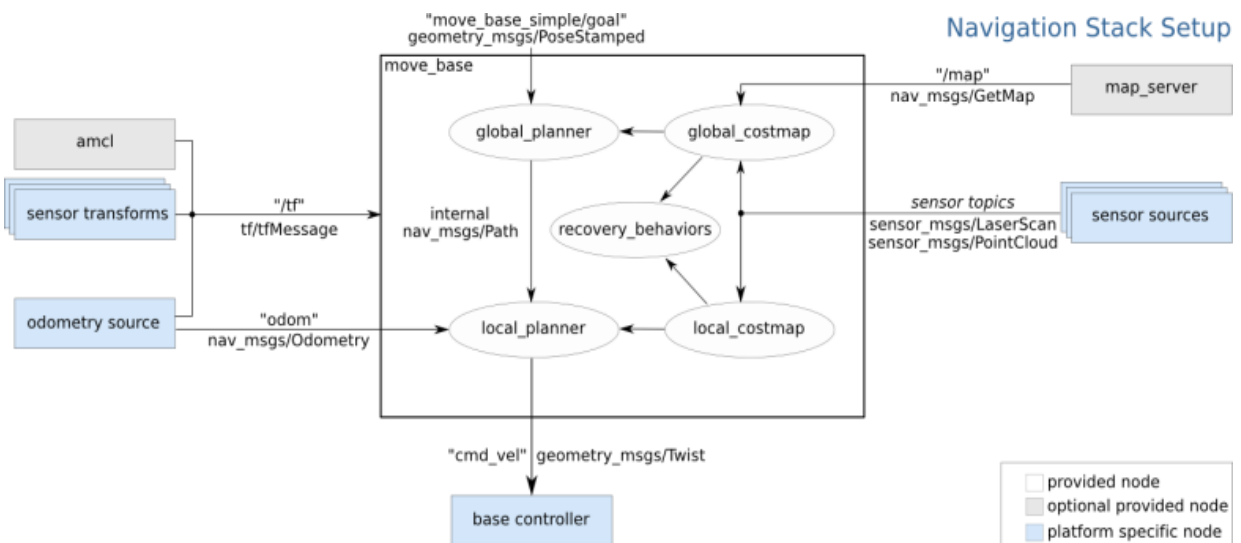 Navigation Stack Setup
"move_base_simple/goal"
geometry_msgs/PoseStamped
move_base
"/map"
nav_msgs/GetMap
map_server
amcl
global_planner
global_costmap
sensor transforms
"/tf"
tf/tfMessage
internal
nav_msgs/Path
recovery_behaviors
sensor topics
sensor_msgs/LaserScan
sensor_msgs/PointCloud
sensor sources
odometry source
"odom"
nav_msgs/Odometry
local_planner
local_costmap
"cmd_vel" geometry_msgs/Twist
base controller
provided node
optional provided node
platform specific node